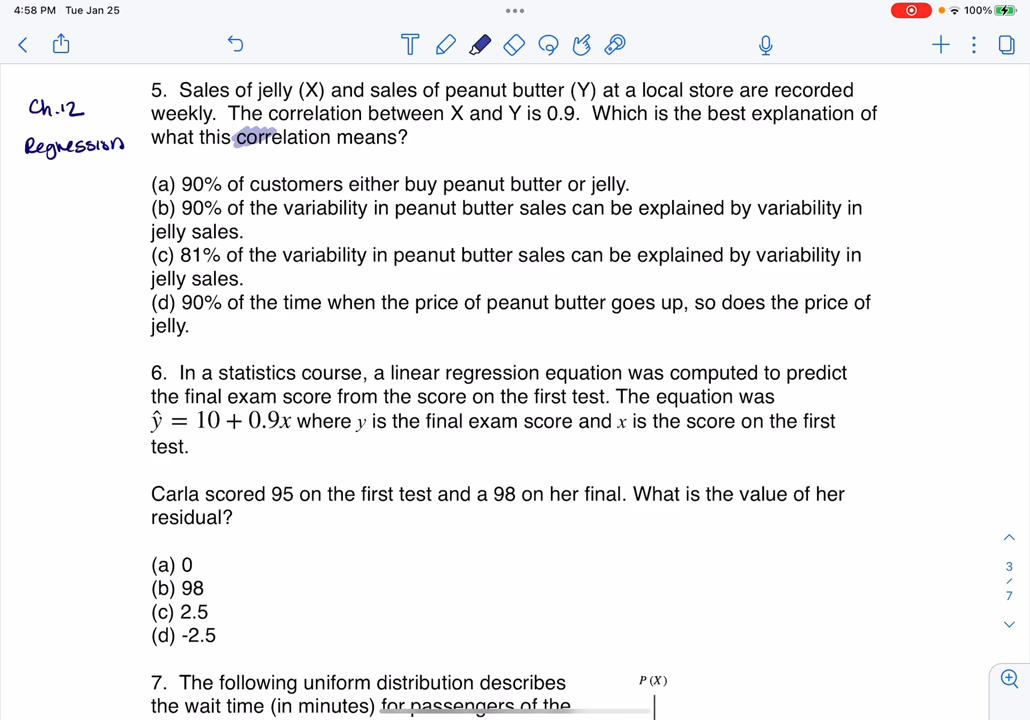 4:58 PM Tue Jan 25
100%
Ch.12
Regression
5. Sales of jelly (X) and sales of peanut butter (Y) at a local store are recorded
weekly. The correlation between X and Y is 0.9. Which is the best explanation of
what this correlation means?
(a) 90% of customers either buy peanut butter or jelly.
(b) 90% of the variability in peanut butter sales can be explained by variability in
jelly sales.
(c) 81% of the variability in peanut butter sales can be explained by variability in
jelly sales.
(d) 90% of the time when the price of peanut butter goes up, so does the price of
jelly.
6. In a statistics course, a linear regression equation was computed to predict
the final exam score from the score on the first test. The equation was
ŷ = 10 + 0.9x where y is the final exam score and x is the score on the first
test.
Carla scored 95 on the first test and a 98 on her final. What is the value of her
residual?
(a) 0
(b) 98
(c) 2.5
(d) -2.5
3
/
7
7. The following uniform distribution describes
P(X)
the wait time (in minutes) for passengers of the